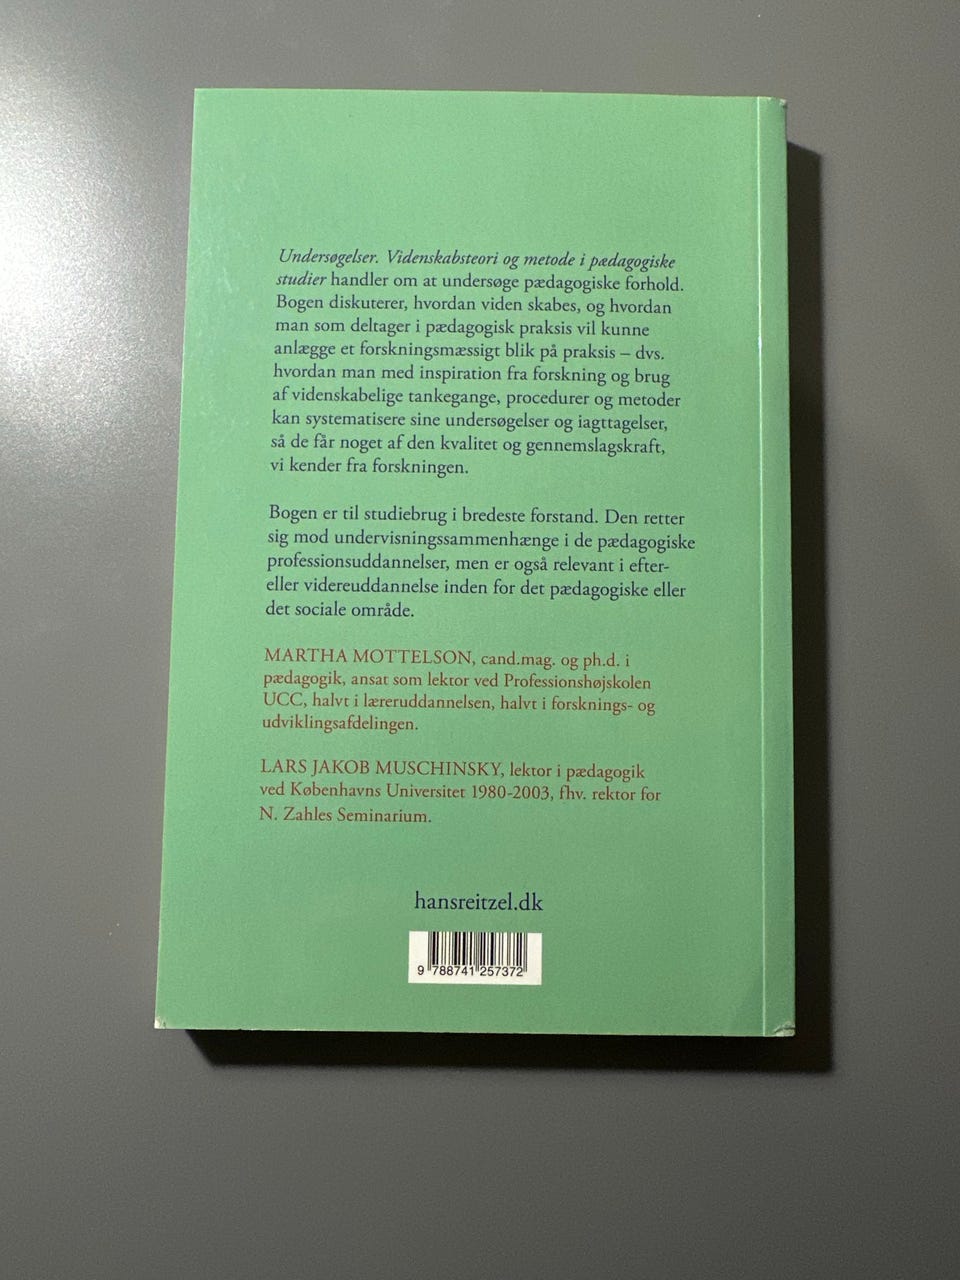 Undersøgelser. Videnskabsteori og metode i pædagogiske
studier handler om at undersøge pædagogiske forhold.
Bogen diskuterer, hvordan viden skabes, og hvordan
man som deltager i pædagogisk praksis vil kunne
anlægge et forskningsmæssigt blik på praksis – dvs.
hvordan man med inspiration fra forskning og brug
af videnskabelige tankegange, procedurer og metoder
kan systematisere sine undersøgelser og iagttagelser,
så de får noget af den kvalitet og gennemslagskraft,
vi kender fra forskningen.
Bogen er til studiebrug i bredeste forstand. Den retter
sig mod undervisningssammenhænge i de pædagogiske
professionsuddannelser, men er også relevant i efter-
eller videreuddannelse inden for det pædagogiske eller
det sociale område.
MARTHA MOTTELSON, cand.mag. og ph.d. i
pædagogik, ansat som lektor ved Professionshøjskolen
UCC, halvt i læreruddannelsen, halvt i forsknings- og
udviklingsafdelingen.
LARS JAKOB MUSCHINSKY, lektor i pædagogik
ved Københavns Universitet 1980-2003, fhv. rektor for
N. Zahles Seminarium.
hansreitzel.dk
9 788741 257372